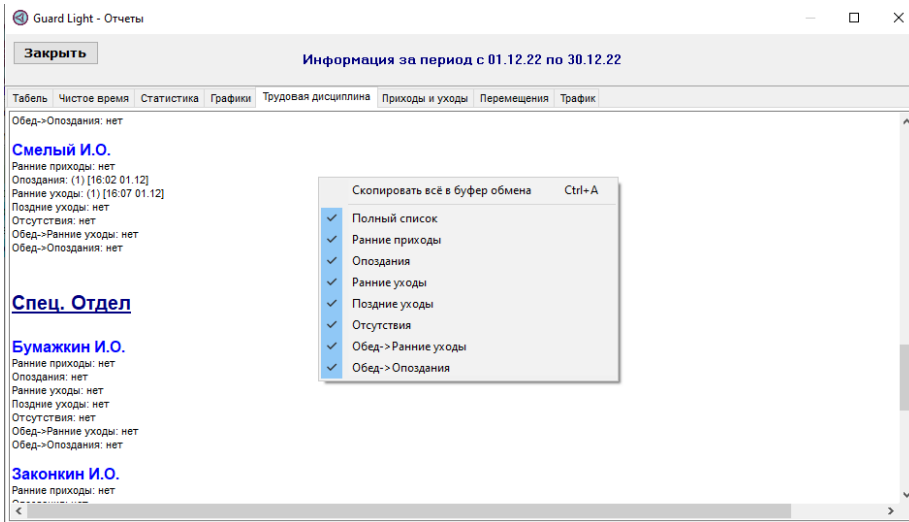 Guard Light - Отчеты
Закрыть
Информация за период с 01.12.22 по 30.12.22
Табель Чистое время Статистика Графики Трудовая дисциплина Приходы и уходы Перемещения Трафик
Обед->Опоздания: нет
Смелый И.О.
Ранние приходы: нет
Опоздания: (1) [16:02 01.12]
Ранние уходы: (1) [16:07 01.12]
Поздние уходы: нет
Отсутствия: нет
Обед->Ранние уходы: нет
Обед->Опоздания: нет
Спец. Отдел
Бумажкин И.О.
Ранние приходы: нет
Опоздания: нет
Ранние уходы: нет
Поздние уходы: нет
Отсутствия: нет
Обед->Ранние уходы: нет
Обед->Опоздания: нет
Законкин И.О.
Ранние приходы: нет
Скопировать всё в буфер обмена Ctrl+A
Полный список
Ранние приходы
Опоздания
Ранние уходы
Поздние уходы
Отсутствия
Обед->Ранние уходы
Обед->Опоздания